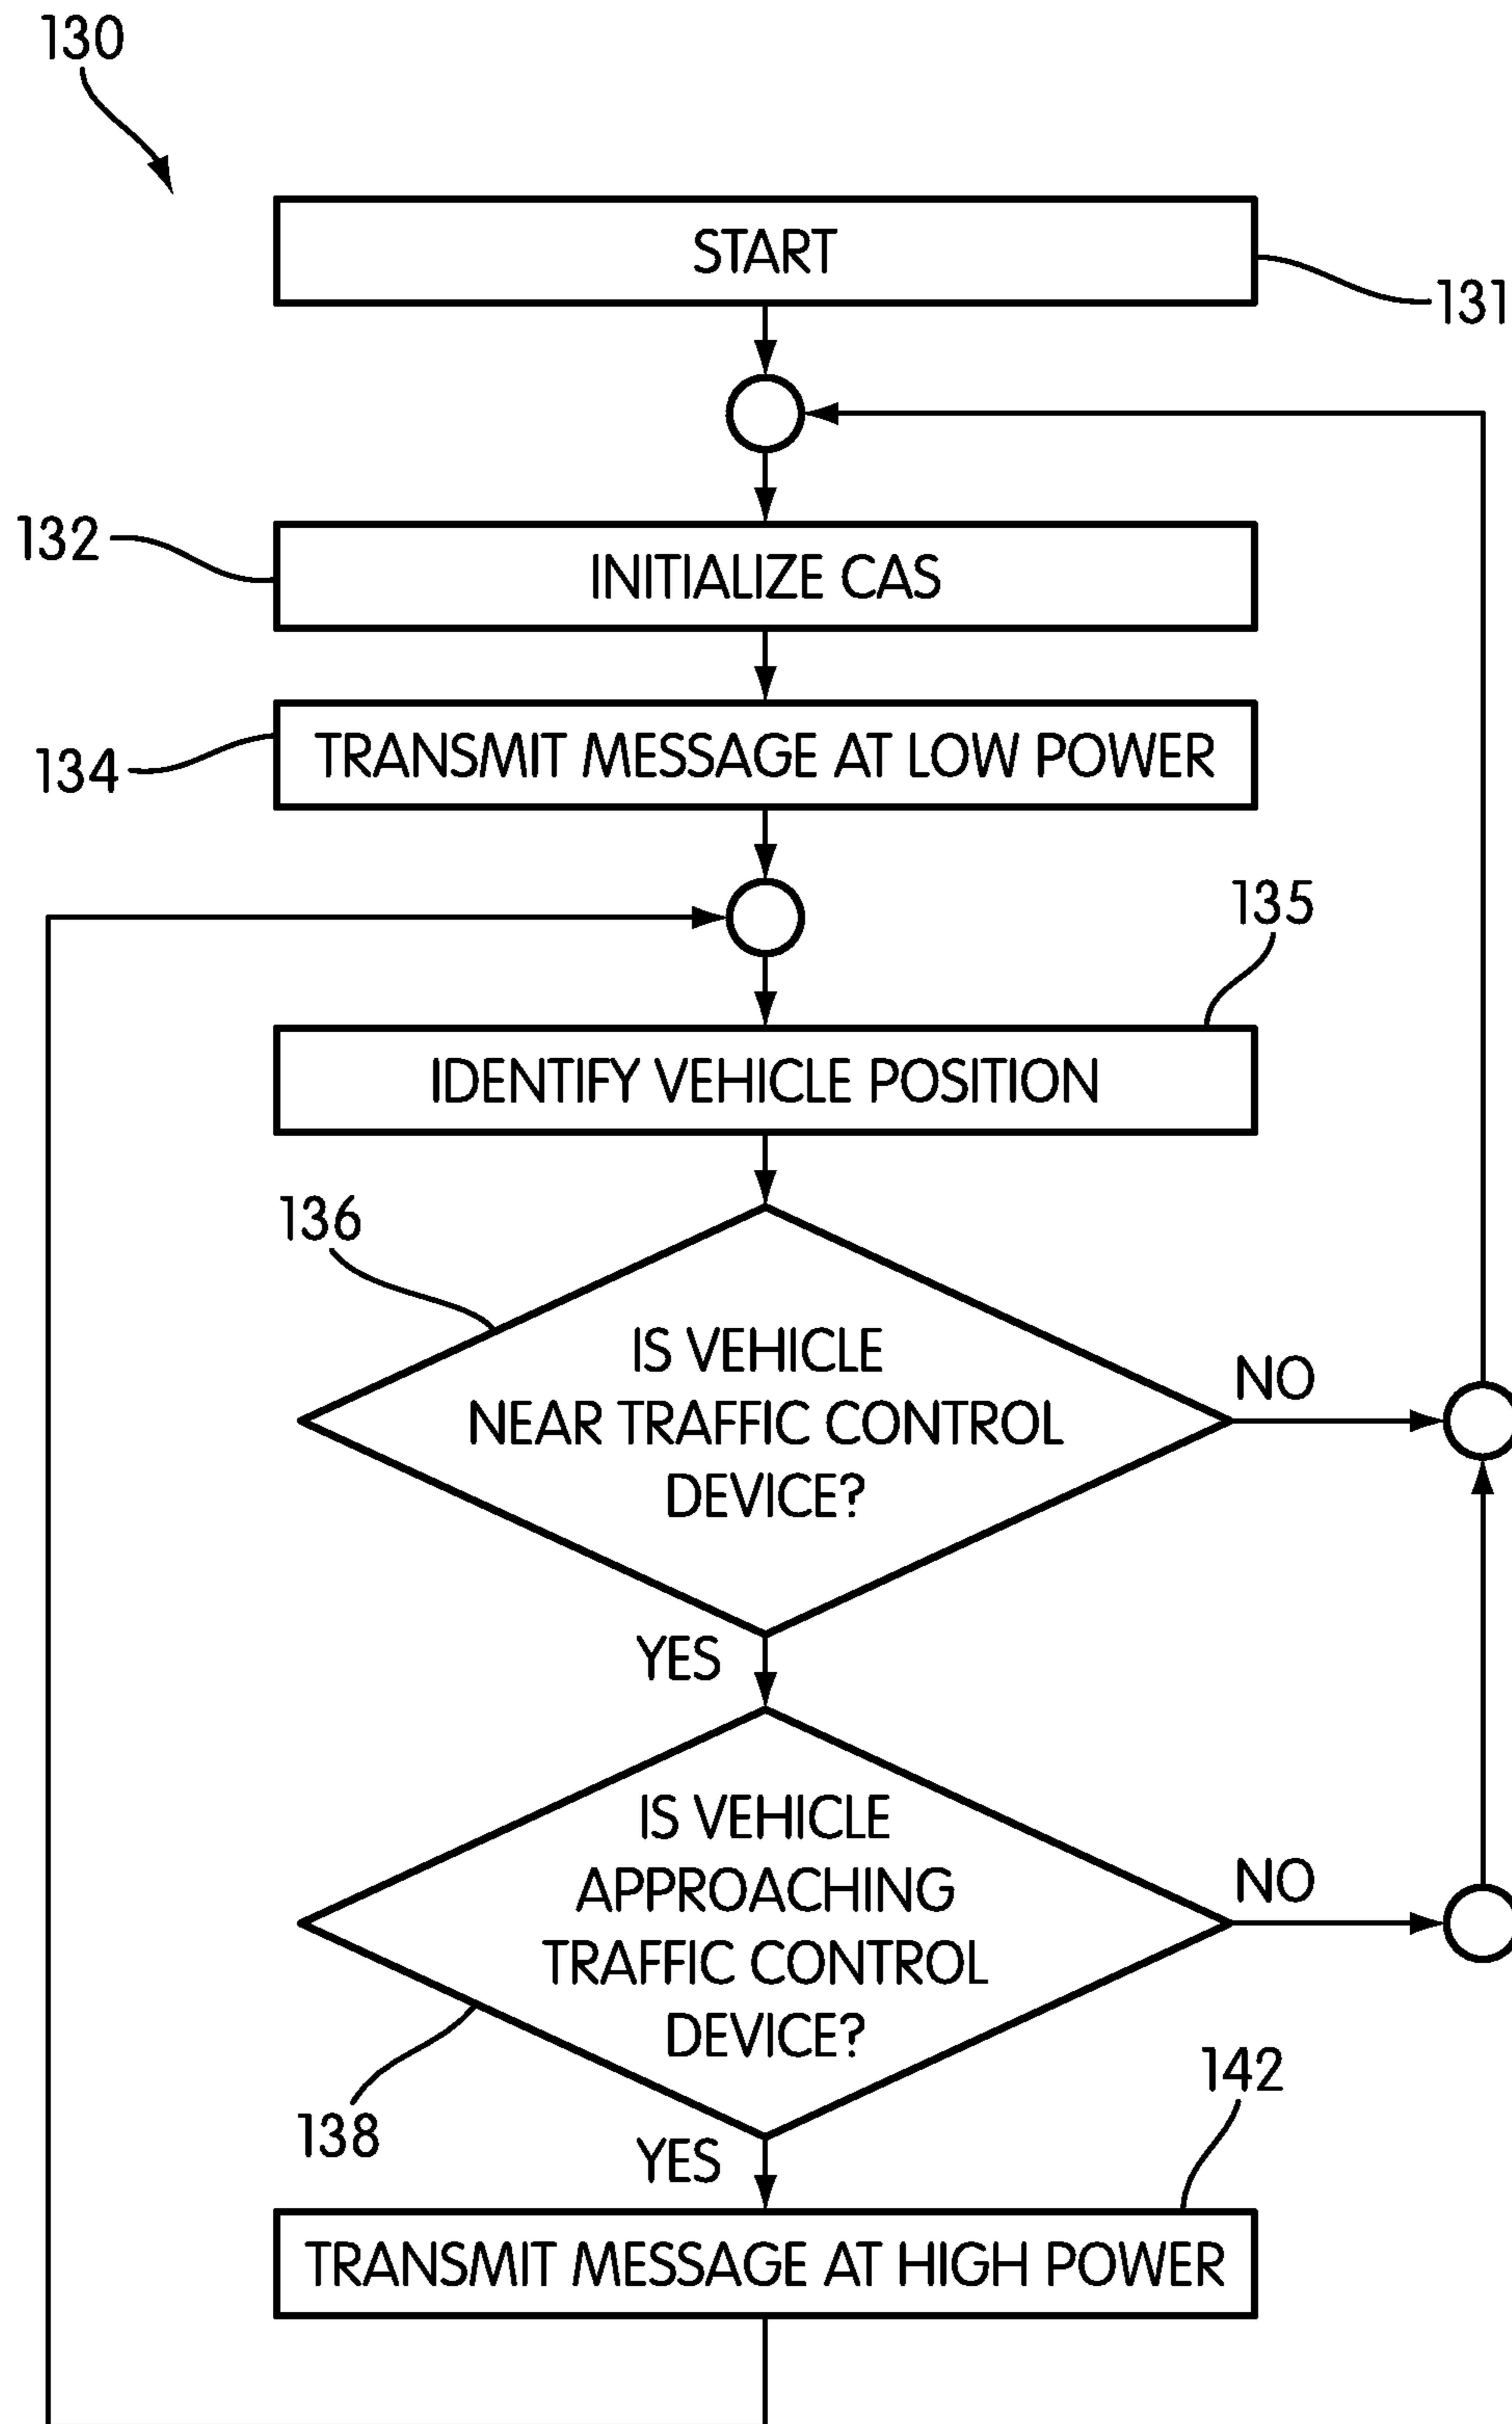 130
START
131
132
INITIALIZE CAS
134
TRANSMIT MESSAGE AT LOW POWER
135
IDENTIFY VEHICLE POSITION
136
IS VEHICLE
NEAR TRAFFIC CONTROL
DEVICE?
NO
YES
IS VEHICLE
APPROACHING
TRAFFIC CONTROL
DEVICE?
NO
138
YES
142
TRANSMIT MESSAGE AT HIGH POWER